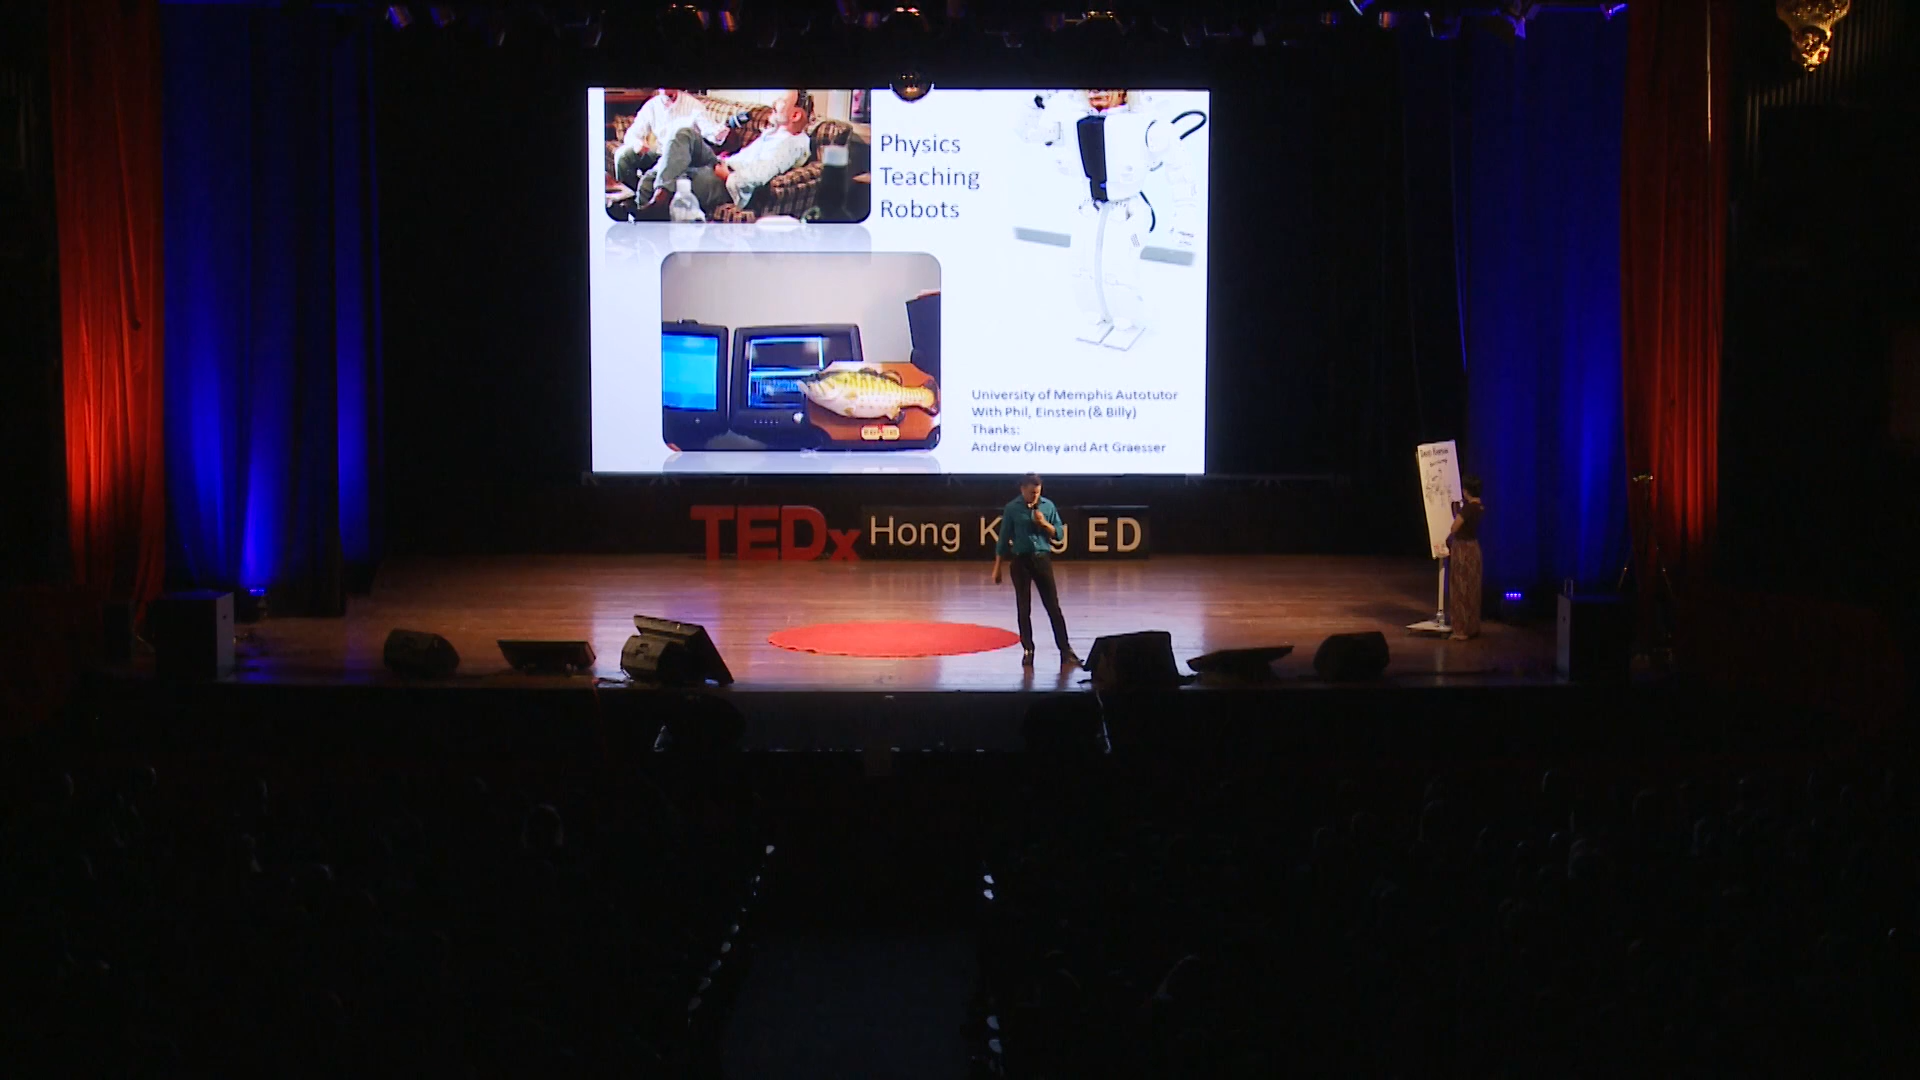 Physics
Teaching
Robots
University of Memphis Autotutor
With Phil, Einstein (& Billy)
Thanks:
Andrew Olney and Art Graesser
TEDx Hong ED